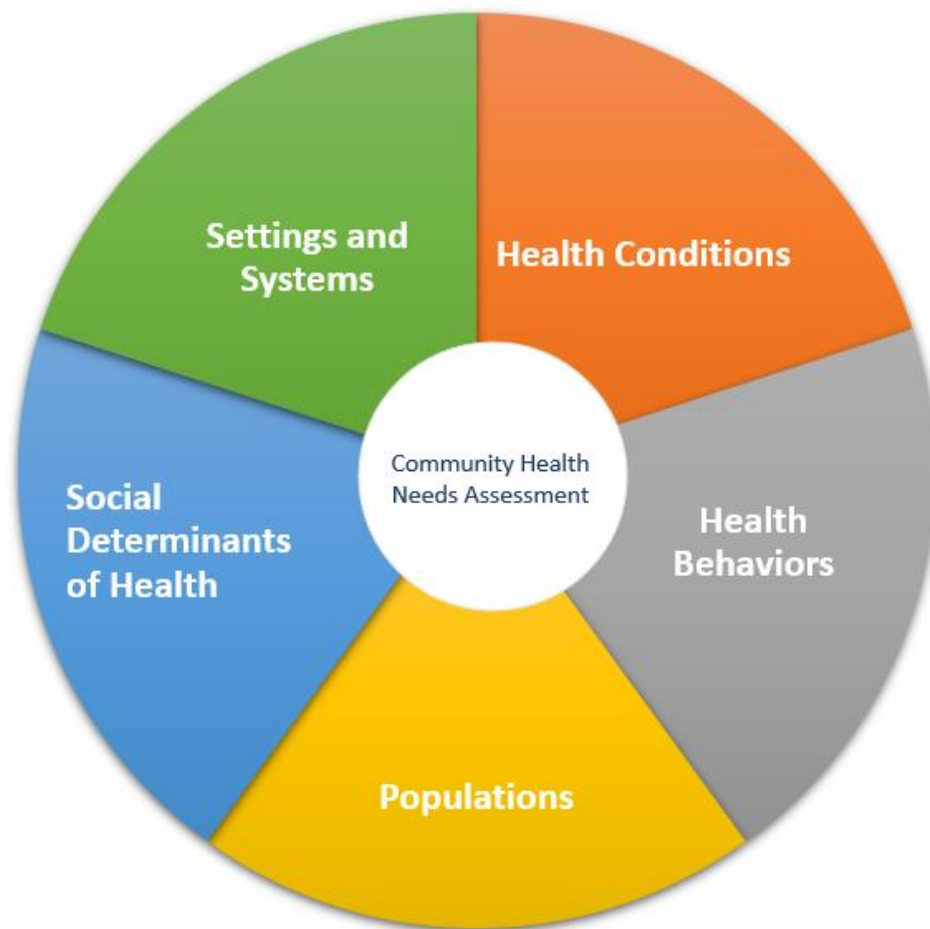 Settings and
Systems
Health Conditions
Community Health
Needs Assessment
Social
Determinants
of Health
Health
Behaviors
Populations